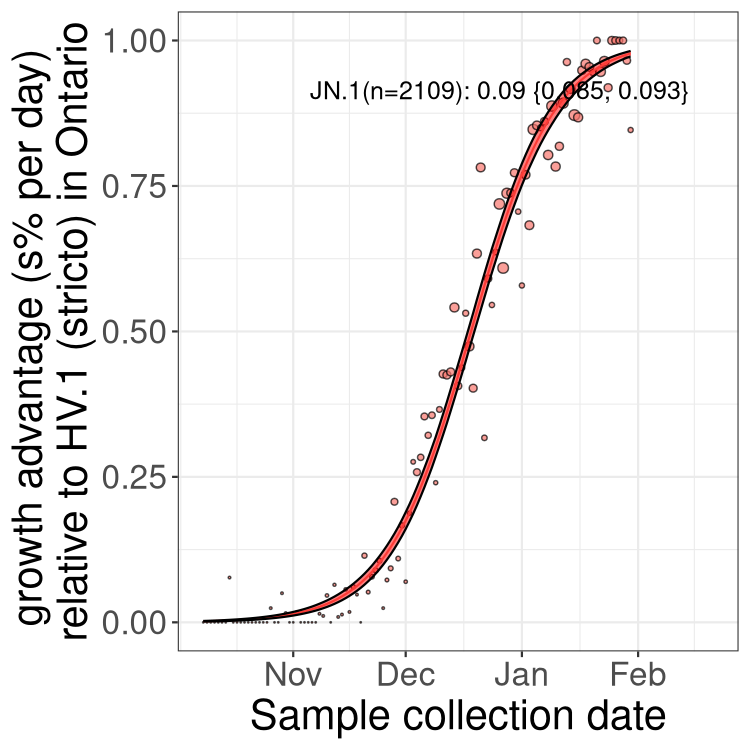 growth advantage (s% per day)
relative to HV.1 (stricto) in Ontario
1.00
0.75
0.50
0.25
0.00
JN.1(n=2109): 0.09 {0.085, 0.093}
Nov Dec Jan Feb
Sample collection date